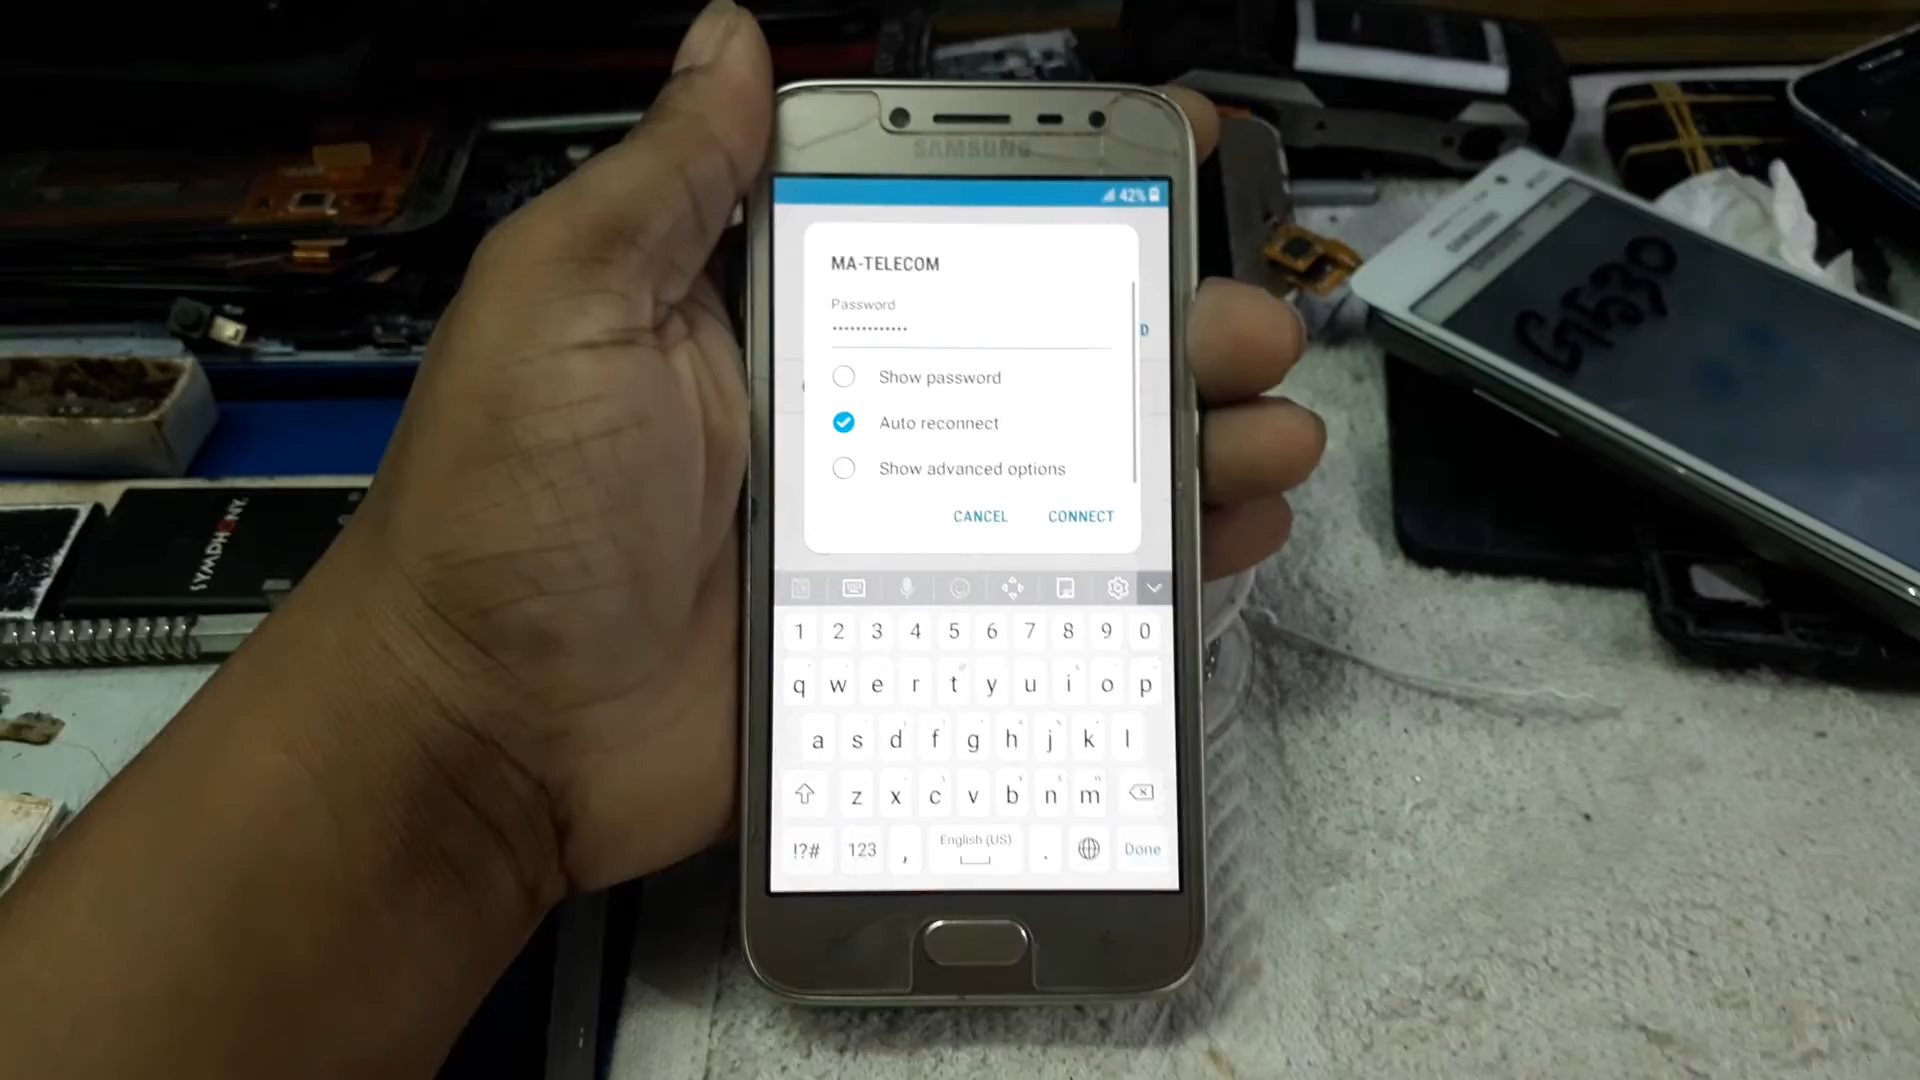 SAMSUNG
42%
MA-TELECOM
Password
•••••••••••••
D
Show password
Auto reconnect
Show advanced options
CANCEL CONNECT
1 2 3 4 5 6 7 8 9 0
q w e r t y u i o p
a s d f g h j k l
z x c v b n m
!?# 123 , English (US) . Done
SYMPHONY
SAMSUNG
G530